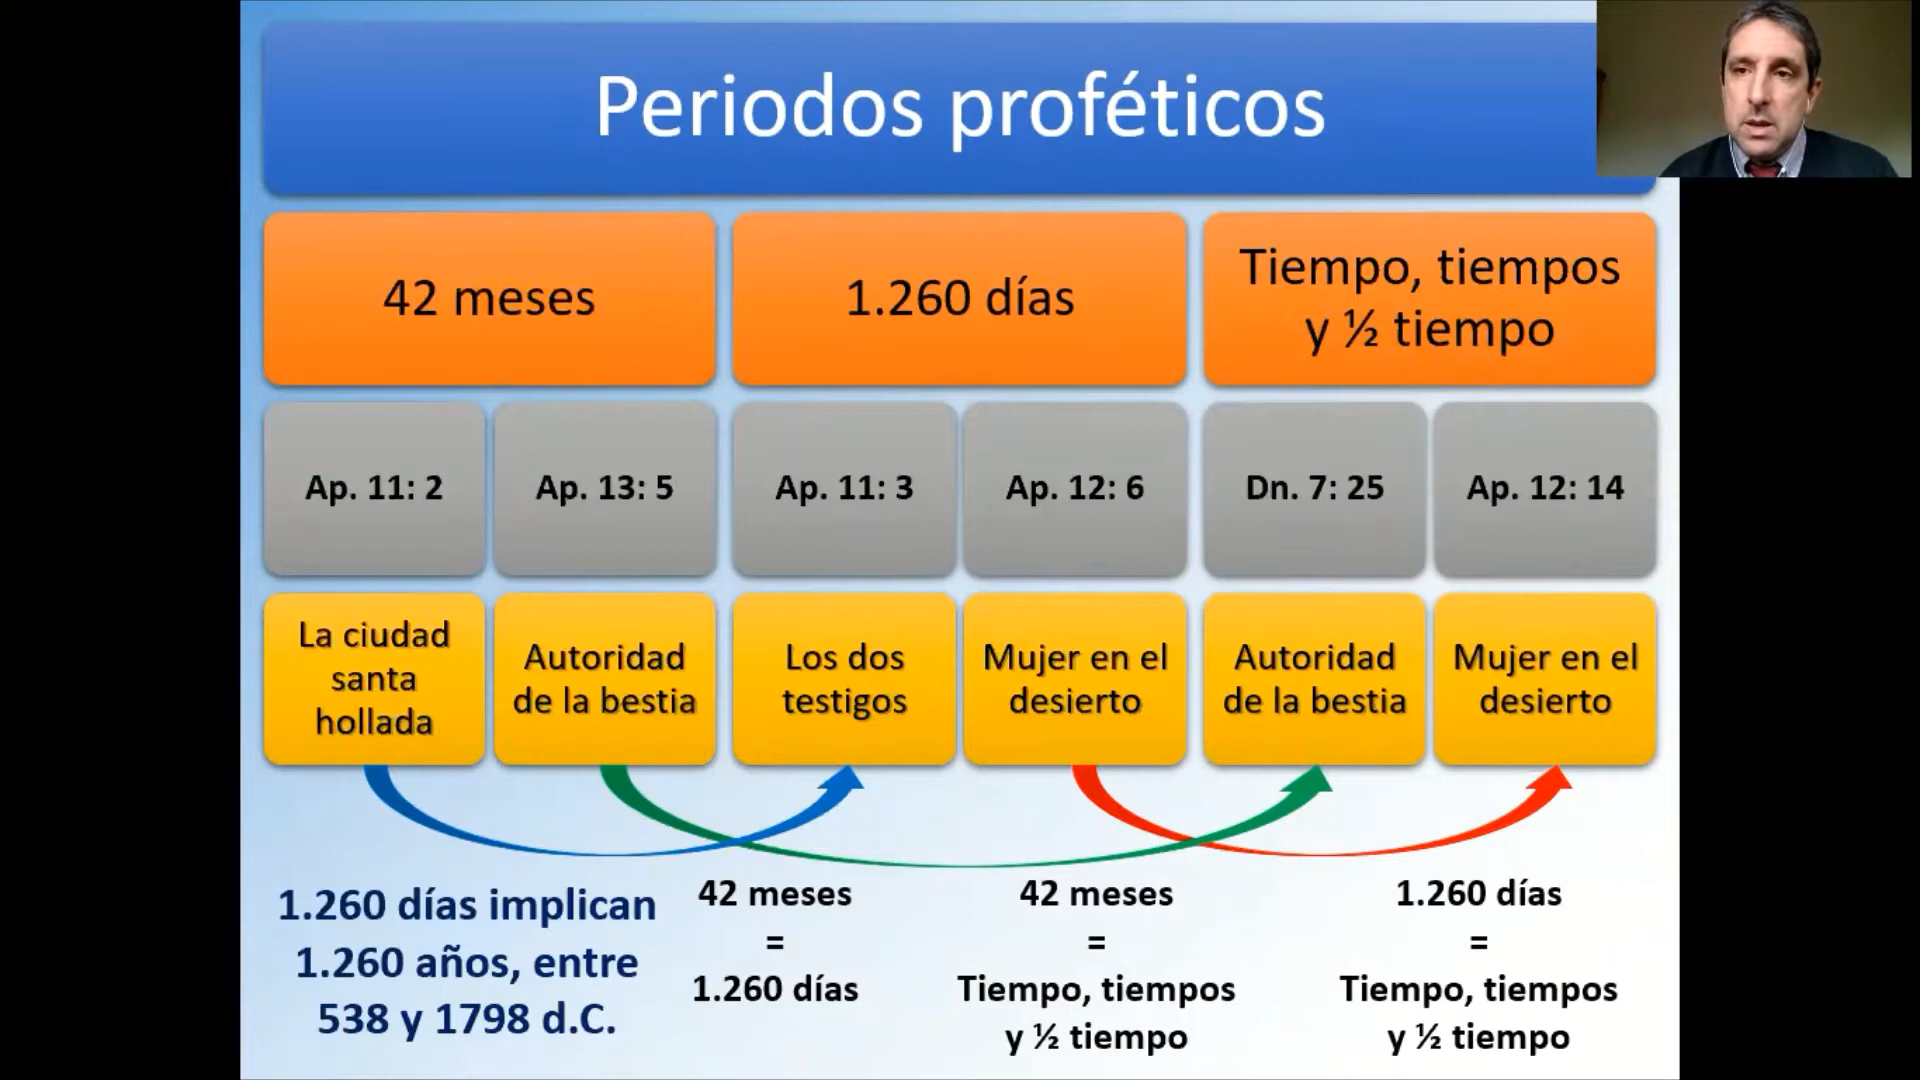 Periodos proféticos
42 meses
1.260 días
Tiempo, tiempos
y ½ tiempo
Ap. 11: 2
Ap. 13: 5
Ap. 11: 3
Ap. 12: 6
Dn. 7: 25
Ap. 12: 14
La ciudad
santa
hollada
Autoridad
de la bestia
Los dos
testigos
Mujer en el
desierto
Autoridad
de la bestia
Mujer en el
desierto
1.260 días implican
1.260 años, entre
538 y 1798 d.C.
42 meses
=
1.260 días
42 meses
=
Tiempo, tiempos
y ½ tiempo
1.260 días
=
Tiempo, tiempos
y ½ tiempo